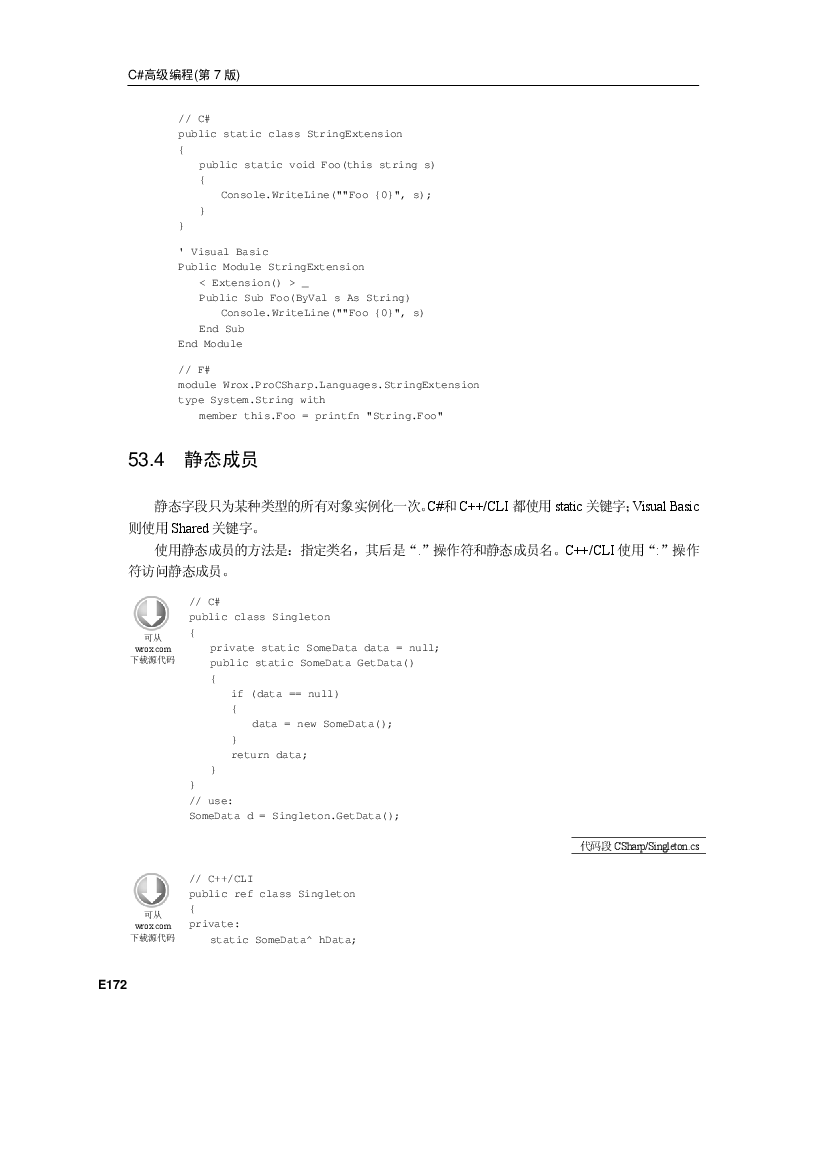 C#高级编程(第 7 版)
// C#
public static class StringExtension
{
public static void Foo(this string s)
{
Console.WriteLine(""Foo {0}", s);
}
}
' Visual Basic
Public Module StringExtension
< Extension() > _
Public Sub Foo(ByVal s As String)
Console.WriteLine(""Foo {0}", s)
End Sub
End Module
// F#
module Wrox.ProCSharp.Languages.StringExtension
type System.String with
member this.Foo = printfn "String.Foo"
53.4 静态成员
静态字段只为某种类型的所有对象实例化一次。C#和 C++/CLI 都使用 static 关键字；Visual Basic
则使用 Shared 关键字。
使用静态成员的方法是：指定类名，其后是“.”操作符和静态成员名。C++/CLI 使用“:”操作
符访问静态成员。
可从
wrox.com
下载源代码
// C#
public class Singleton
{
private static SomeData data = null;
public static SomeData GetData()
{
if (data == null)
{
data = new SomeData();
}
return data;
}
}
// use:
SomeData d = Singleton.GetData();
代码段 CSharp/Singleton.cs
可从
wrox.com
下载源代码
// C++/CLI
public ref class Singleton
{
private:
static SomeData^ hData;
E172